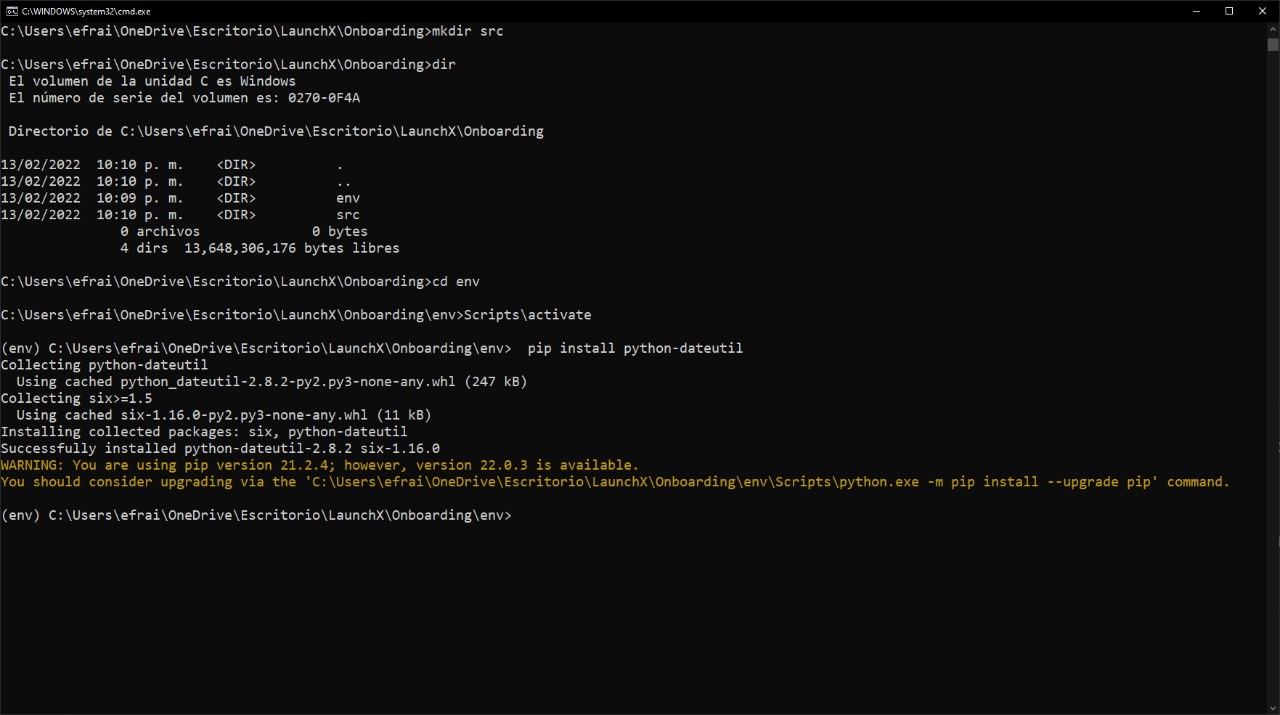 C:\WINDOWS\system32\cmd.exe
C:\Users\efrai\OneDrive\Escritorio\LaunchX\Onboarding>mkdir src
C:\Users\efrai\OneDrive\Escritorio\LaunchX\Onboarding>dir
 El volumen de la unidad C es Windows
 El número de serie del volumen es: 0270-0F4A
 Directorio de C:\Users\efrai\OneDrive\Escritorio\LaunchX\Onboarding
13/02/2022  10:10 p. m.    <DIR>          .
13/02/2022  10:10 p. m.    <DIR>          ..
13/02/2022  10:09 p. m.    <DIR>          env
13/02/2022  10:10 p. m.    <DIR>          src
               0 archivos              0 bytes
               4 dirs  13,648,306,176 bytes libres
C:\Users\efrai\OneDrive\Escritorio\LaunchX\Onboarding>cd env
C:\Users\efrai\OneDrive\Escritorio\LaunchX\Onboarding\env>Scripts\activate
(env) C:\Users\efrai\OneDrive\Escritorio\LaunchX\Onboarding\env>  pip install python-dateutil
Collecting python-dateutil
  Using cached python_dateutil-2.8.2-py2.py3-none-any.whl (247 kB)
Collecting six>=1.5
  Using cached six-1.16.0-py2.py3-none-any.whl (11 kB)
Installing collected packages: six, python-dateutil
Successfully installed python-dateutil-2.8.2 six-1.16.0
WARNING: You are using pip version 21.2.4; however, version 22.0.3 is available.
You should consider upgrading via the 'C:\Users\efrai\OneDrive\Escritorio\LaunchX\Onboarding\env\Scripts\python.exe -m pip install --upgrade pip' command.
(env) C:\Users\efrai\OneDrive\Escritorio\LaunchX\Onboarding\env>